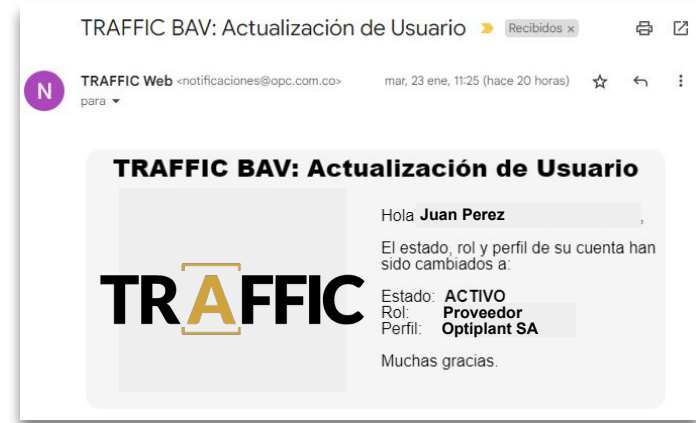 TRAFFIC BAV: Actualización de Usuario Recibidos x
N
TRAFFIC Web <notificaciones@opc.com.co> mar, 23 ene, 11:25 (hace 20 horas)
para
TRAFFIC BAV: Actualización de Usuario
TRAFFIC
Hola Juan Perez ,
El estado, rol y perfil de su cuenta han
sido cambiados a:
Estado: ACTIVO
Rol: Proveedor
Perfil: Optiplant SA
Muchas gracias.